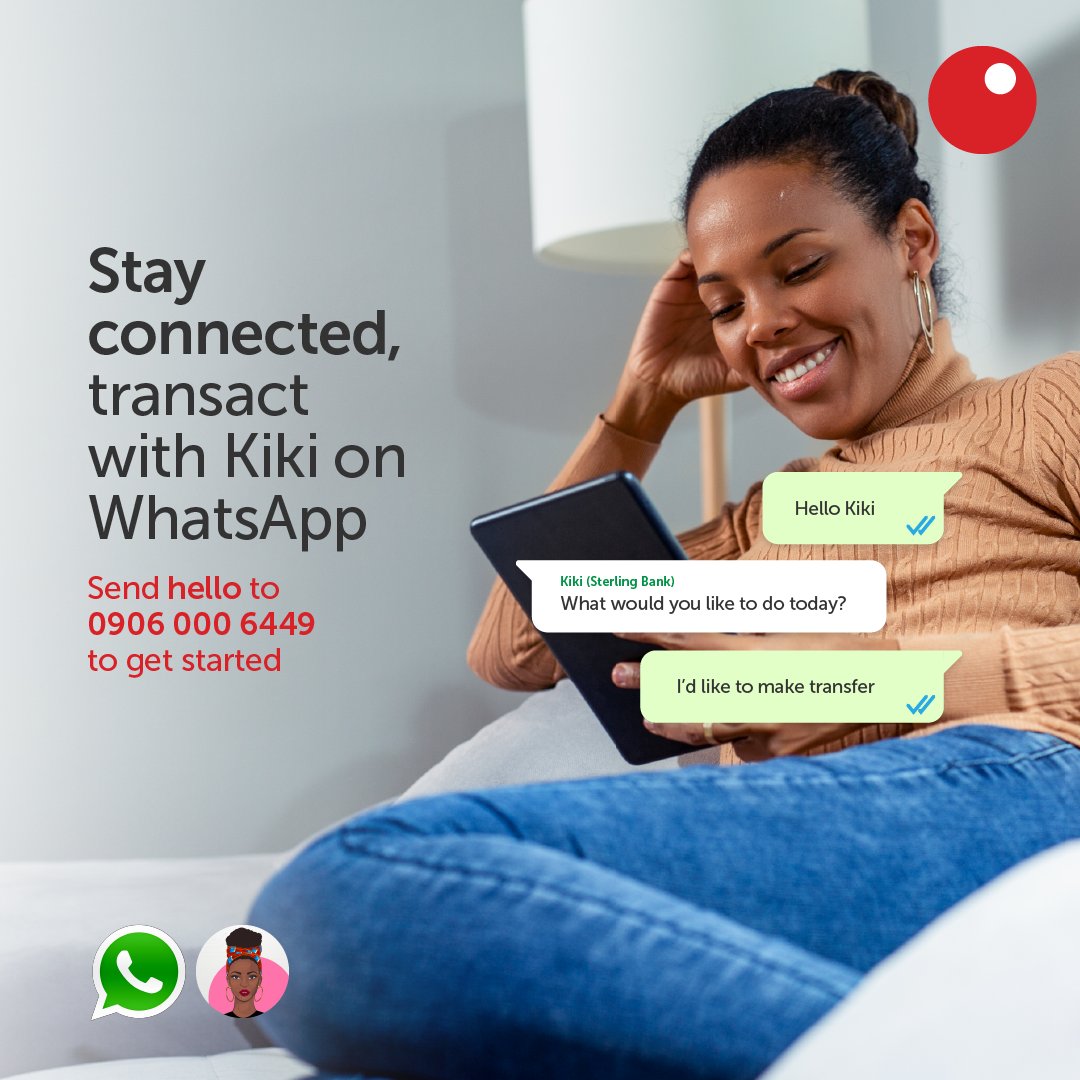 Stay
connected,
transact
with Kiki on
WhatsApp
Send hello to
0906 000 6449
to get started
Hello Kiki
Kiki (Sterling Bank)
What would you like to do today?
I’d like to make transfer